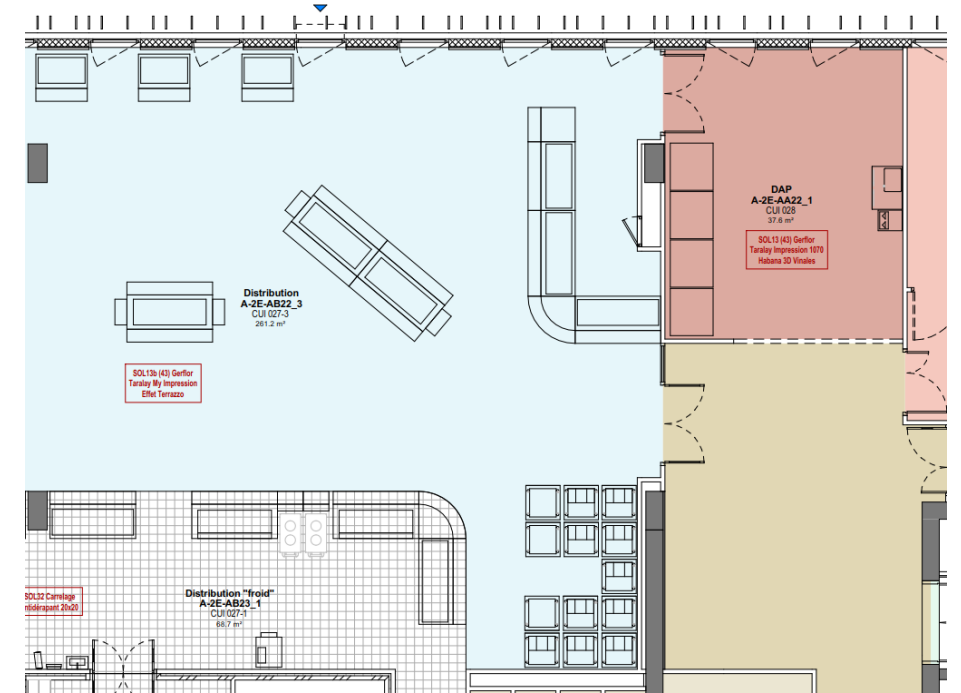 DAP
A-2E-AA22_1
CUI 028
37.6 m²
SOL13 (43) Gerflor
Taralay Impression 1070
Habana 3D Vinales
Distribution
A-2E-AB22_3
CUI 027-3
261.2 m²
SOL13b (43) Gerflor
Taralay My Impression
Effet Terrazzo
Distribution "froid"
A-2E-AB23_1
CUI 027-1
68.7 m²
SOL32 Carrelage
ntidérapant 20x20